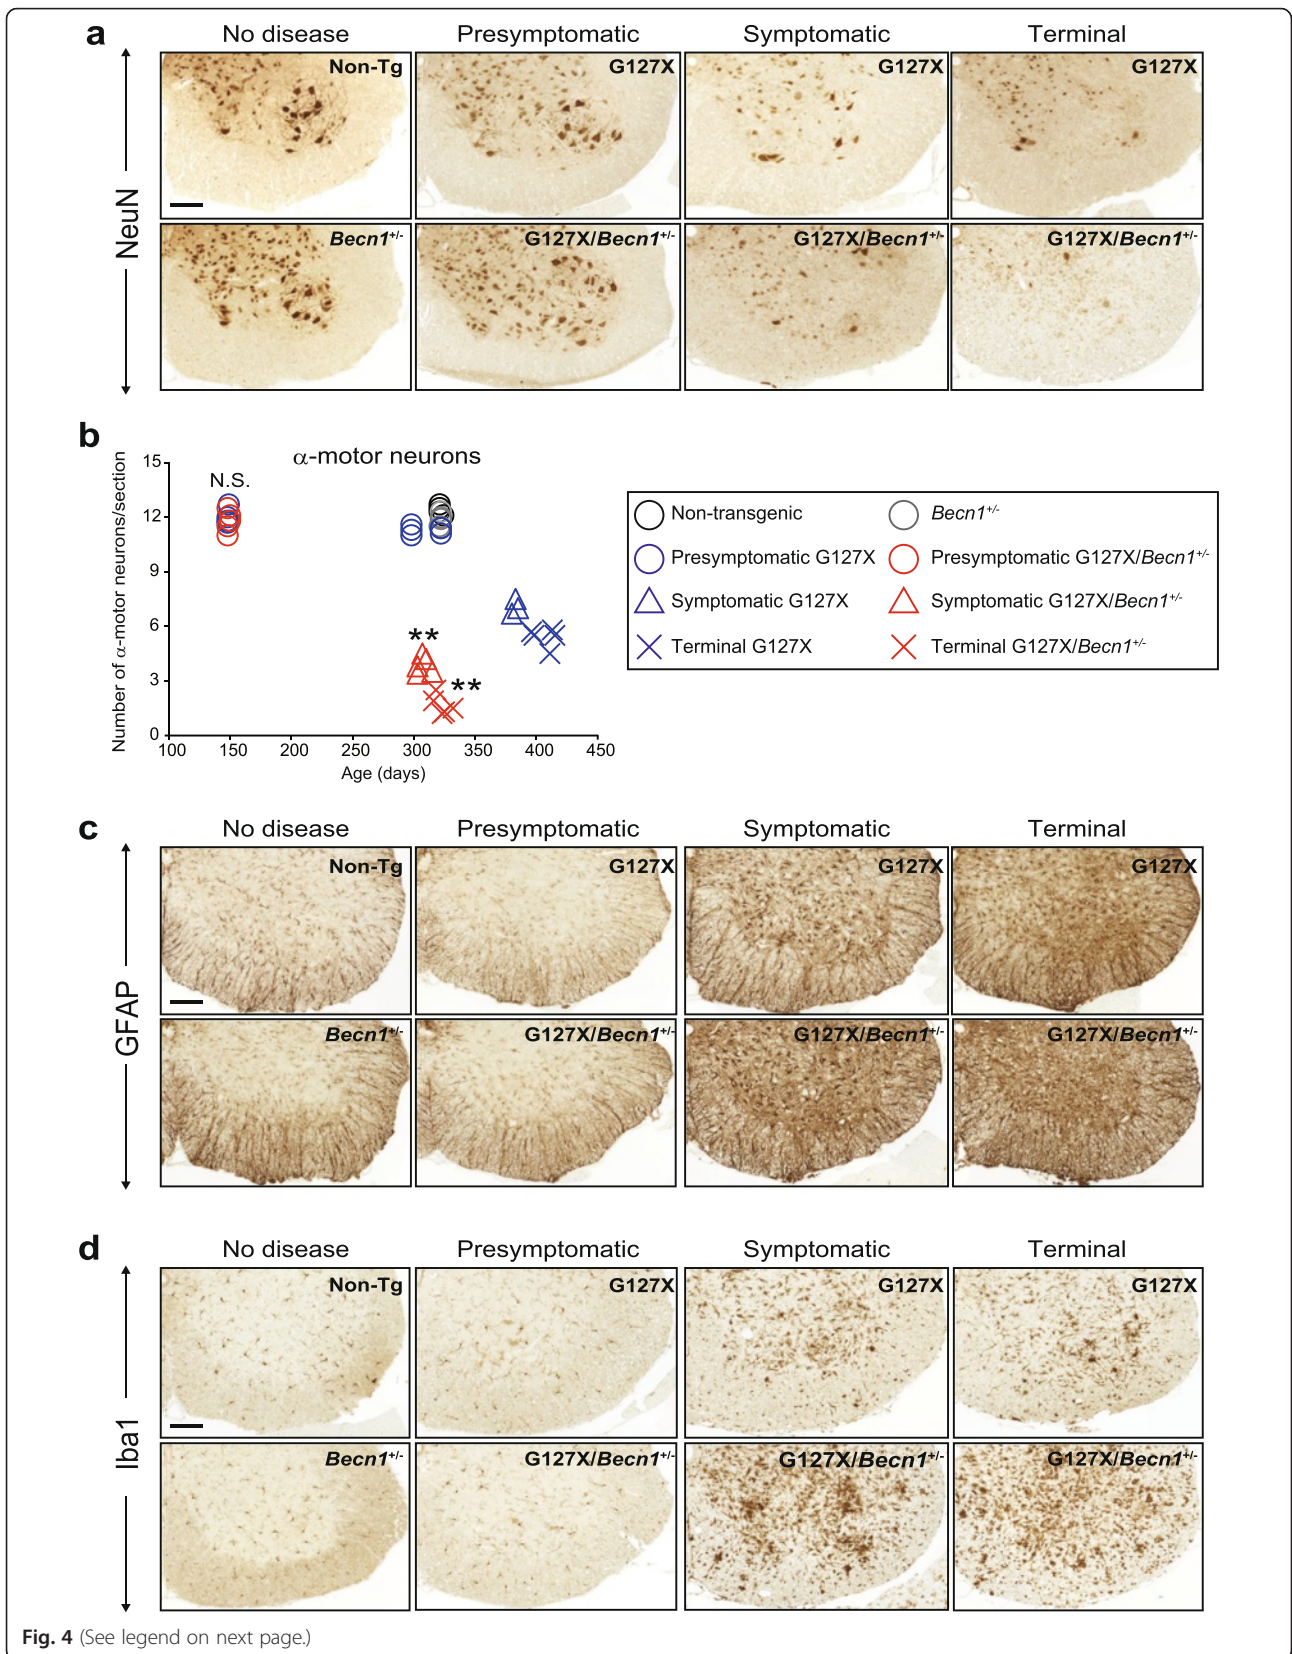 a
No disease Presymptomatic Symptomatic Terminal
NeuN
Non-Tg G127X G127X G127X
Becn1+/- G127X/Becn1+/- G127X/Becn1+/- G127X/Becn1+/-
b
α-motor neurons
Number of α-motor neurons/section
15
12
9
6
3
0
N.S.
**
**
100 150 200 250 300 350 400 450
Age (days)
Non-transgenic Becn1+/-
Presymptomatic G127X Presymptomatic G127X/Becn1+/-
Symptomatic G127X Symptomatic G127X/Becn1+/-
Terminal G127X Terminal G127X/Becn1+/-
c
No disease Presymptomatic Symptomatic Terminal
GFAP
Non-Tg G127X G127X G127X
Becn1+/- G127X/Becn1+/- G127X/Becn1+/- G127X/Becn1+/-
d
No disease Presymptomatic Symptomatic Terminal
Iba1
Non-Tg G127X G127X G127X
Becn1+/- G127X/Becn1+/- G127X/Becn1+/- G127X/Becn1+/-
Fig. 4 (See legend on next page.)